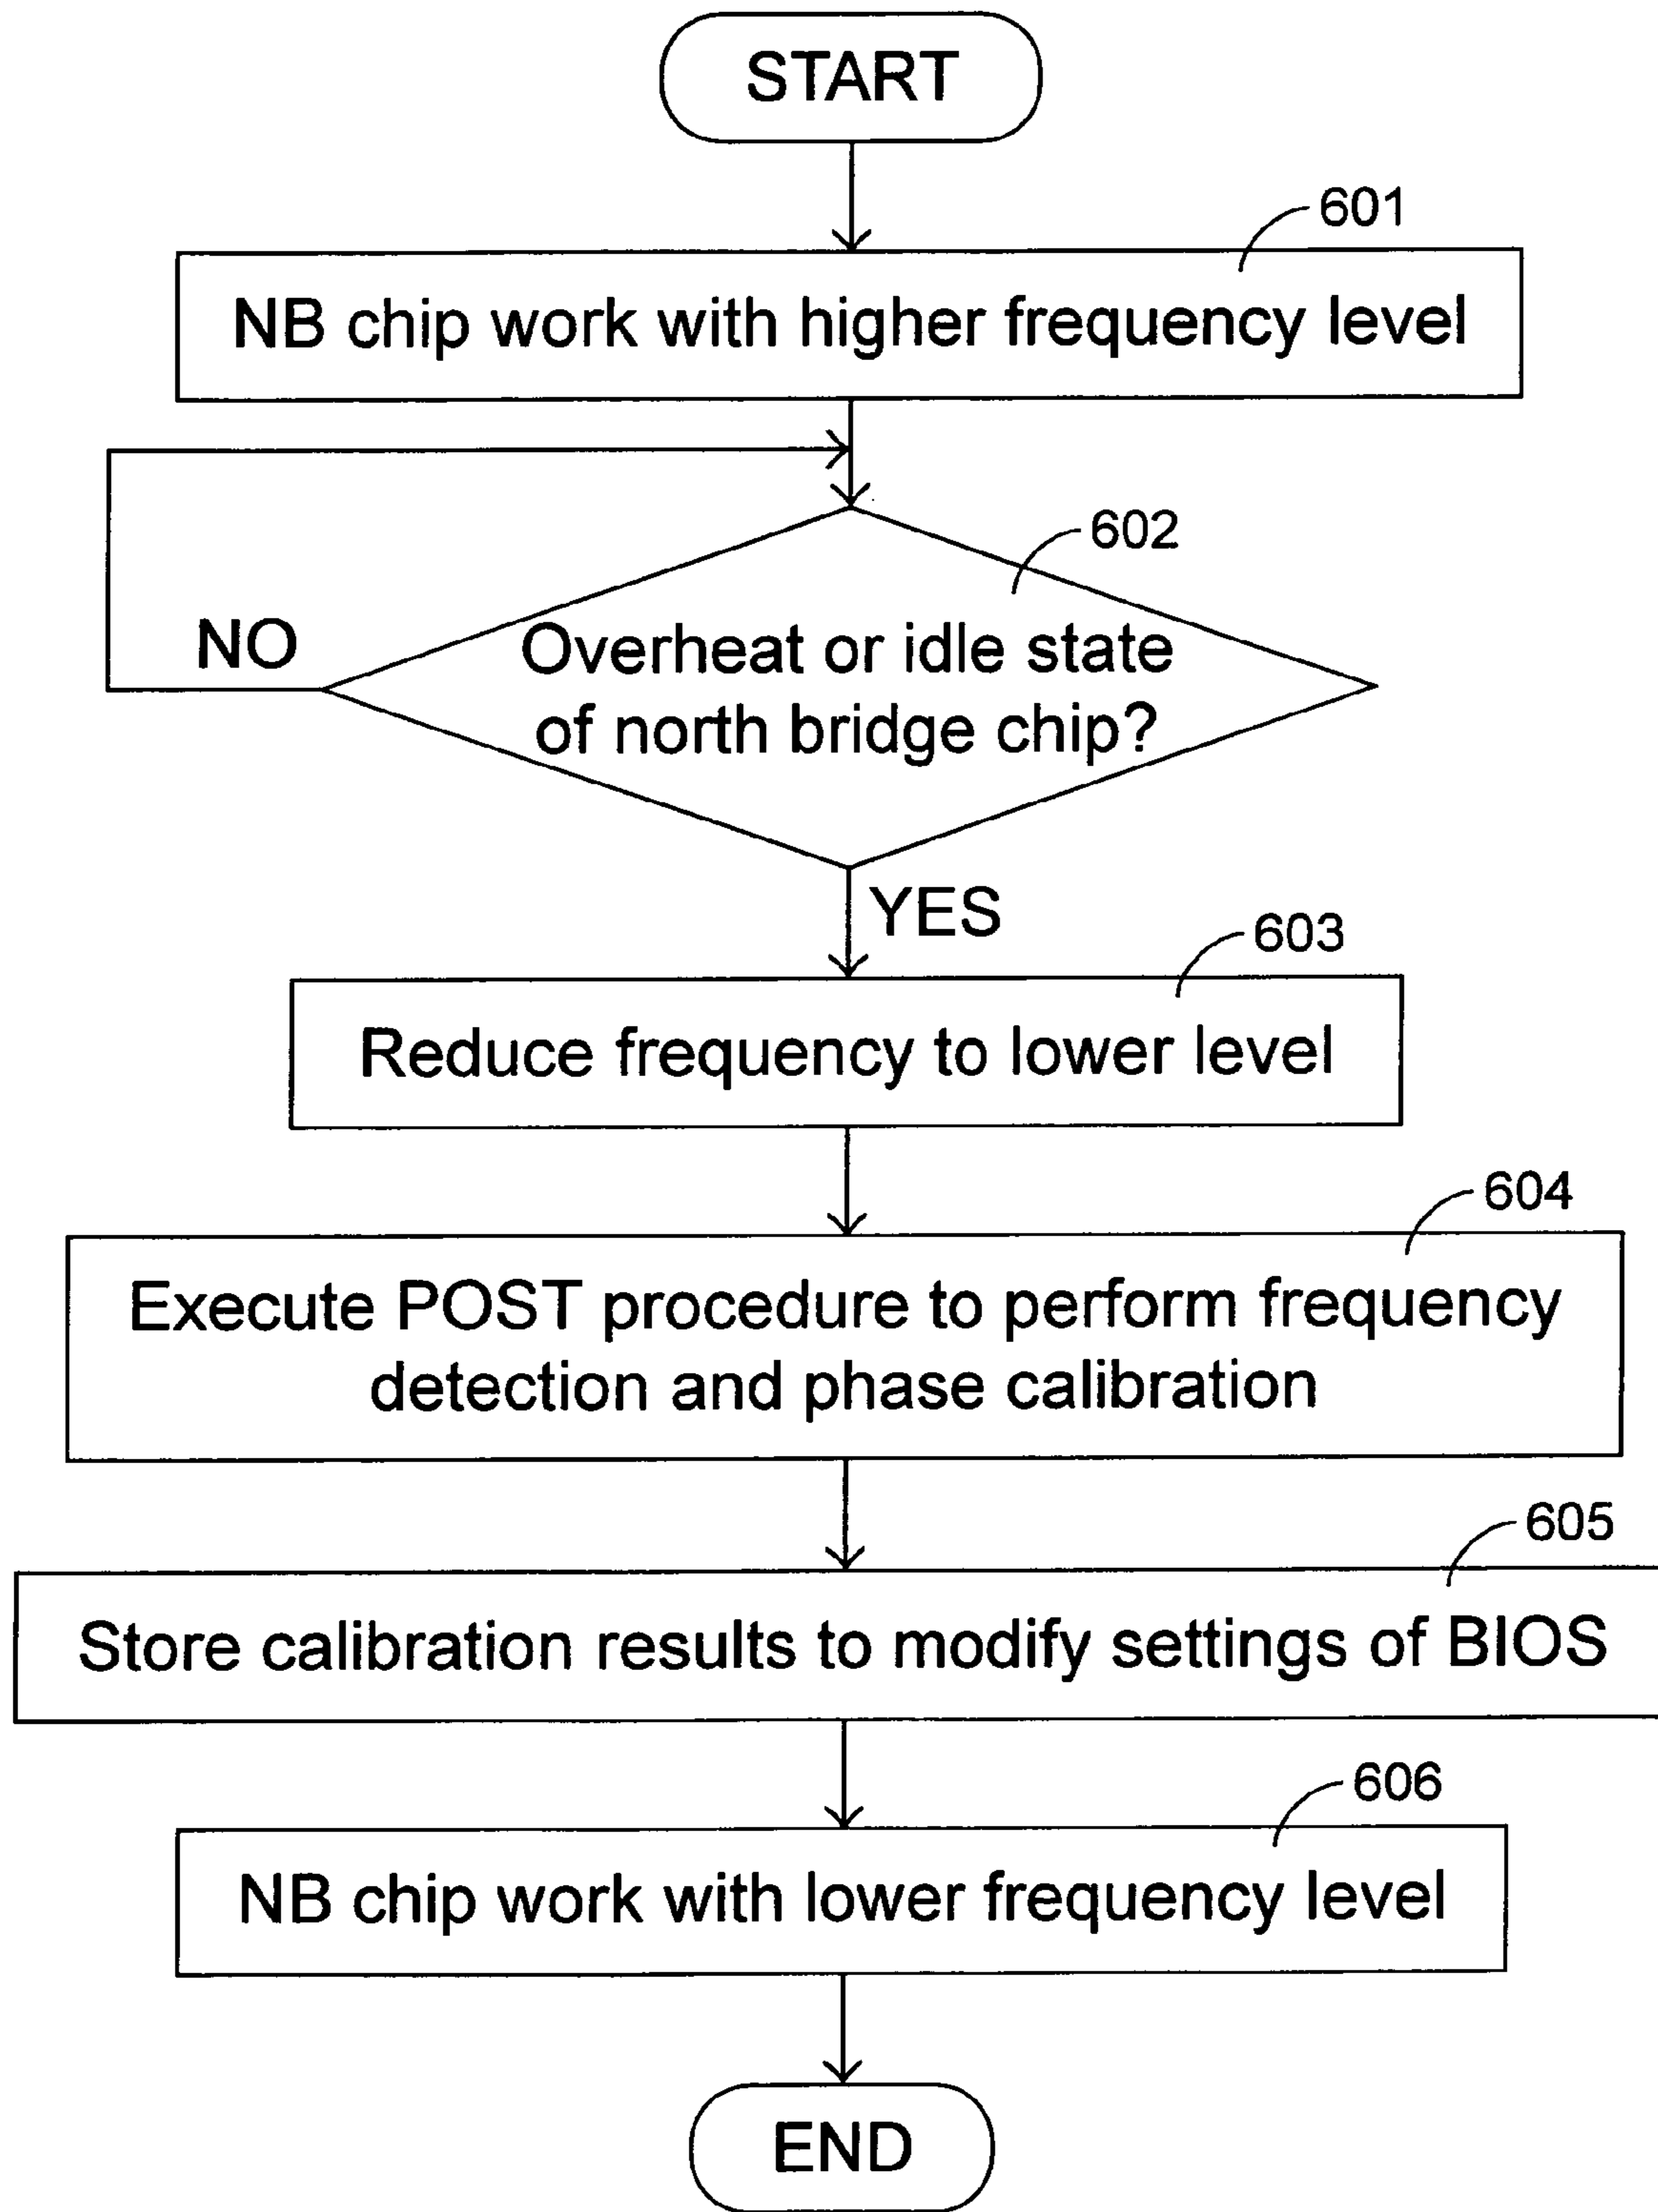 START
601
NB chip work with higher frequency level
602
NO
Overheat or idle state
of north bridge chip?
YES
603
Reduce frequency to lower level
604
Execute POST procedure to perform frequency
detection and phase calibration
605
Store calibration results to modify settings of BIOS
606
NB chip work with lower frequency level
END